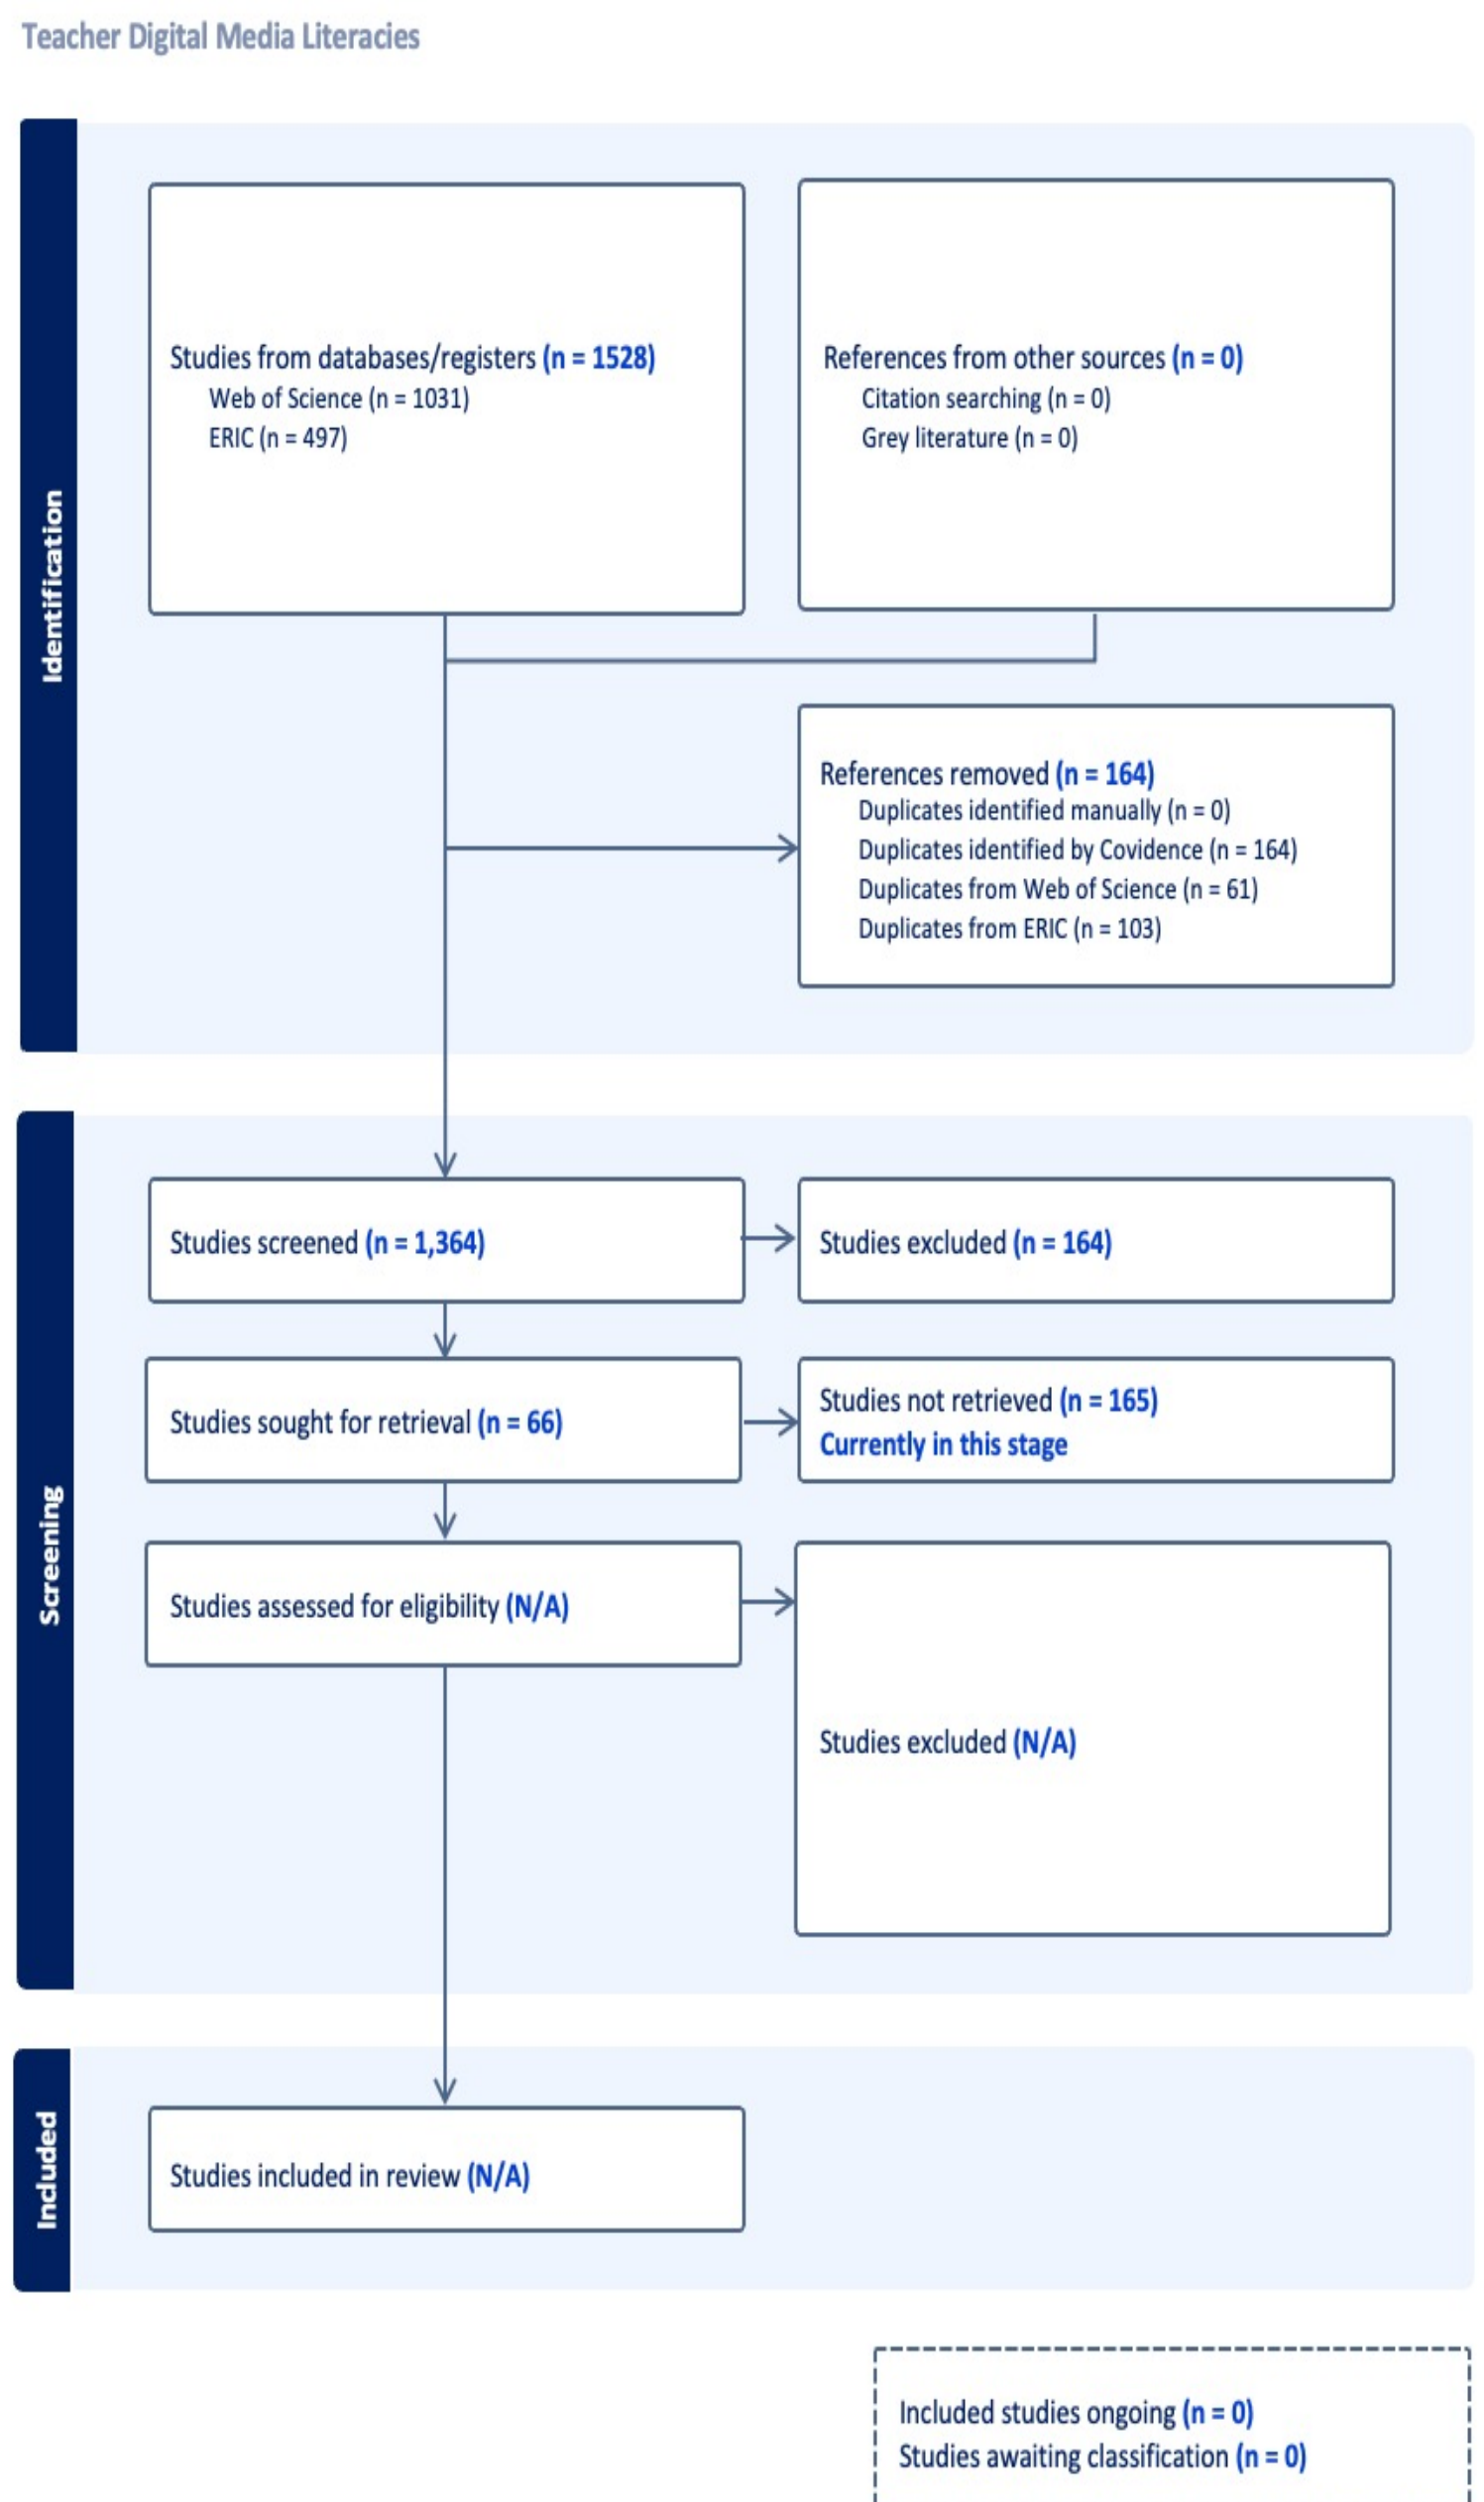 Teacher Digital Media Literacies
Identification
Studies from databases/registers (n = 1528)
Web of Science (n = 1031)
ERIC (n = 497)
References from other sources (n = 0)
Citation searching (n = 0)
Grey literature (n = 0)
References removed (n = 164)
Duplicates identified manually (n = 0)
Duplicates identified by Covidence (n = 164)
Duplicates from Web of Science (n = 61)
Duplicates from ERIC (n = 103)
Screening
Studies screened (n = 1,364)
Studies excluded (n = 164)
Studies sought for retrieval (n = 66)
Studies not retrieved (n = 165)
Currently in this stage
Studies assessed for eligibility (N/A)
Studies excluded (N/A)
Included
Studies included in review (N/A)
Included studies ongoing (n = 0)
Studies awaiting classification (n = 0)